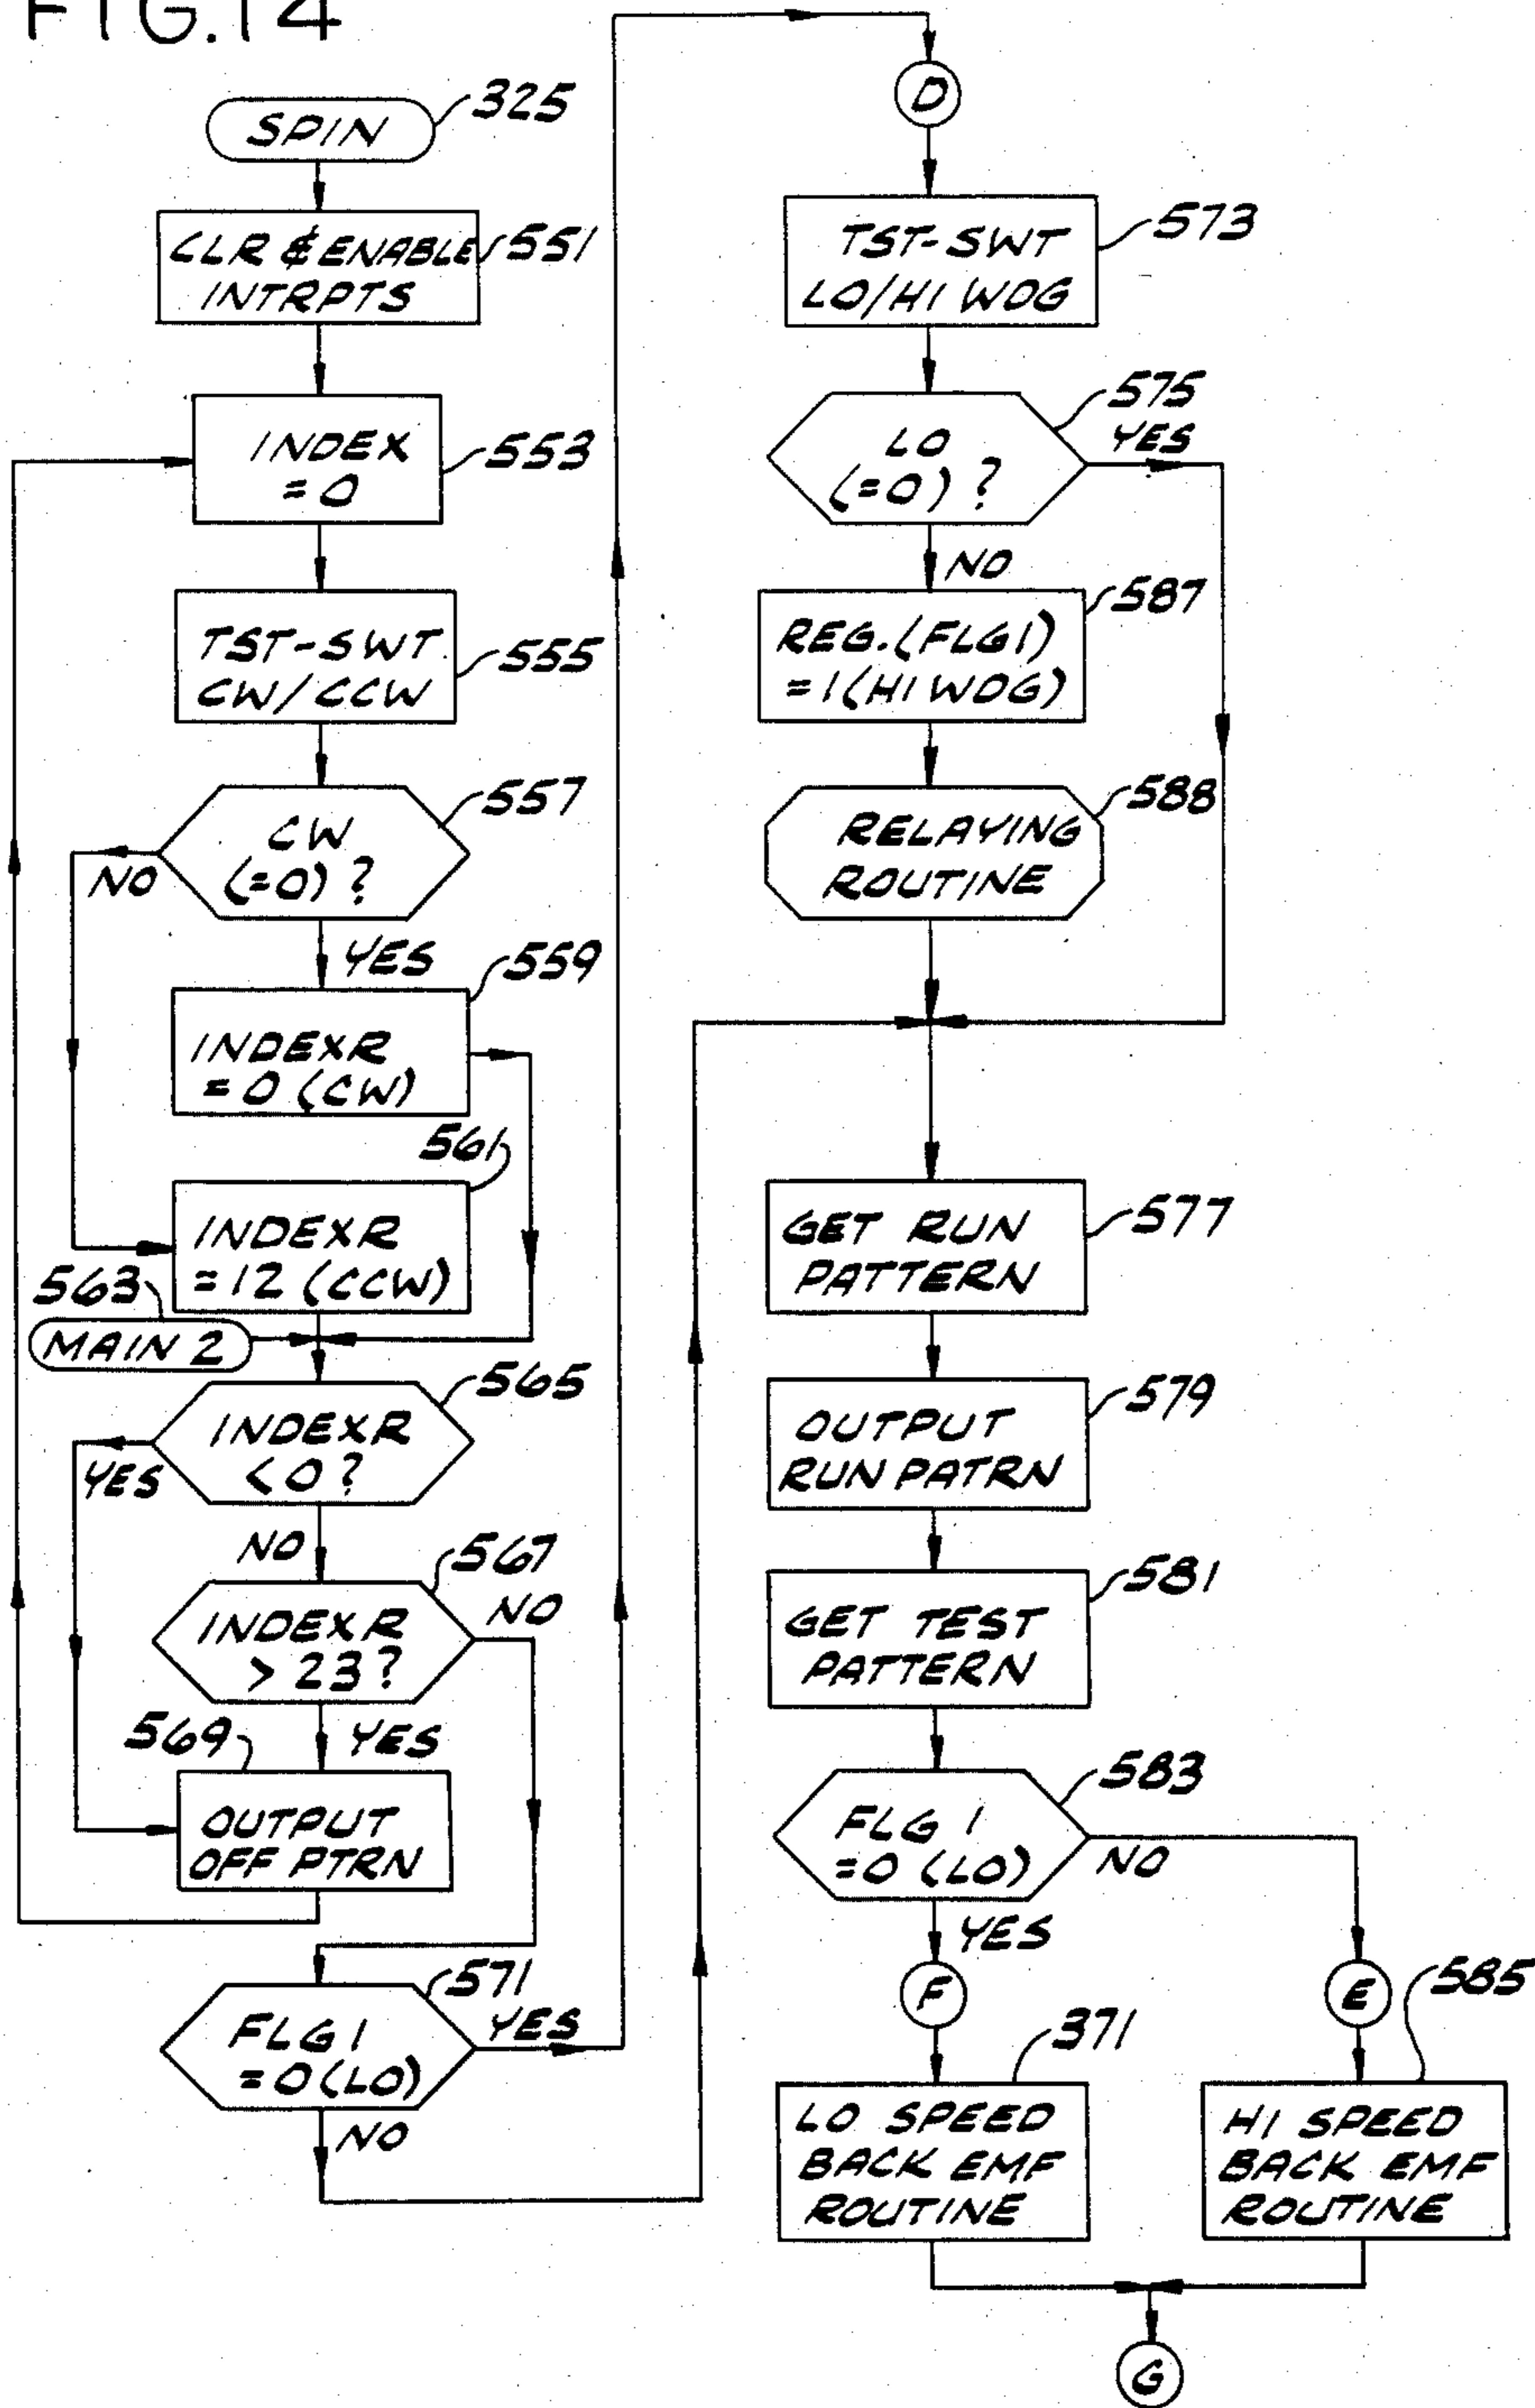 FIG.14
SPIN
325
CLR & ENABLE
INTRPTS
551
INDEX
=0
553
TST-SWT
CW/CCW
555
CW
(=0)?
557
NO
YES
559
INDEXR
=0 (CW)
561
INDEXR
=12 (CCW)
563
MAIN 2
565
INDEXR
<0?
YES
NO
567
INDEXR
> 23?
NO
569
YES
OUTPUT
OFF PTRN
571
FLG1
=0(LO)
YES
NO
D
TST-SWT
LO/HI WDG
573
575
LO
(=0)?
YES
NO
587
REG.(FLG1)
=1(HI WDG)
588
RELAYING
ROUTINE
GET RUN
PATTERN
577
OUTPUT
RUN PATRN
579
GET TEST
PATTERN
581
583
FLG 1
=0 (LO)
NO
YES
F
E
585
371
LO SPEED
BACK EMF
ROUTINE
HI SPEED
BACK EMF
ROUTINE
G